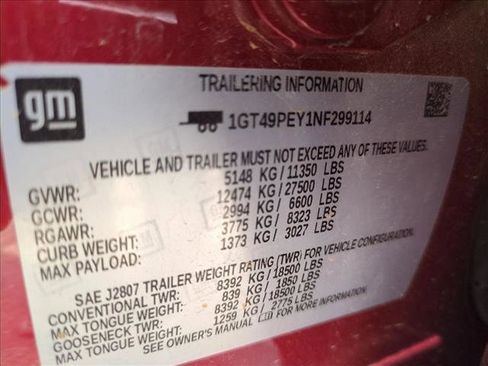 gm
TRAILERING INFORMATION
1GT49PEY1NF299114
VEHICLE AND TRAILER MUST NOT EXCEED ANY OF THESE VALUES.
GVWR: 5148 KG/11350 LBS
GCWR: 12474 KG/27500 LBS
RGAWR: 2994 KG/ 6600 LBS
CURB WEIGHT: 3775 KG/ 8323 LBS
MAX PAYLOAD: 1373 KG/ 3027 LBS
SAE J2807 TRAILER WEIGHT RATING (TWR) FOR VEHICLE CONFIGURATION.
CONVENTIONAL TWR: 8392 KG/18500 LBS
MAX TONGUE WEIGHT: 839 KG/ 1850 LBS
GOOSENECK TWR: 8392 KG/18500 LBS
MAX TONGUE WEIGHT: 1259 KG/ 2775 LBS
SEE OWNER'S MANUAL FOR MORE INFORMATION.